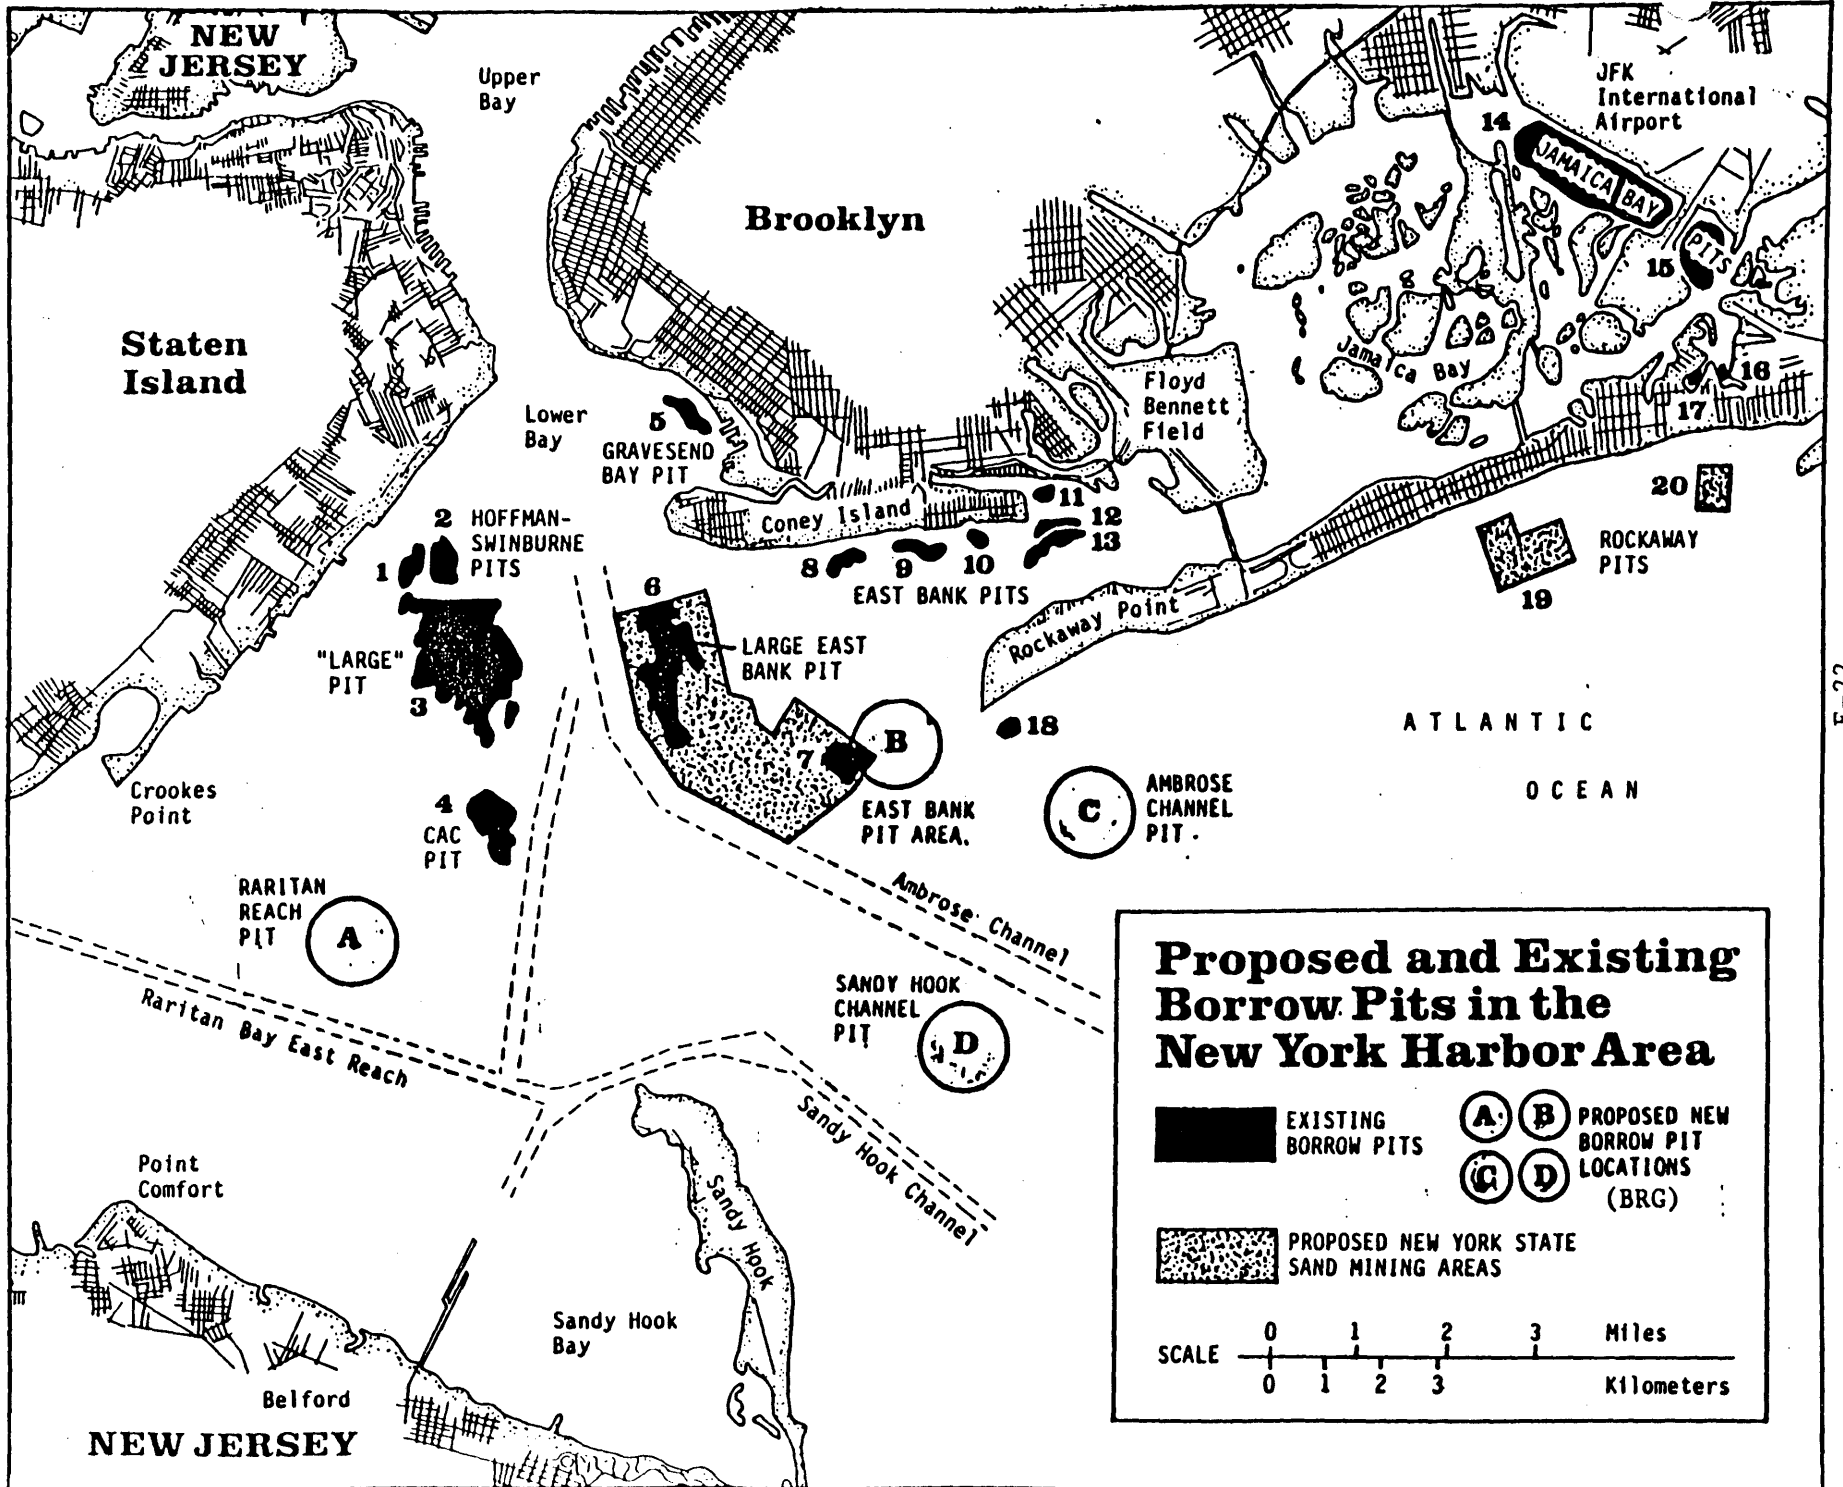 NEW
JERSEY
Upper
Bay
JFK
International
Airport
14
JAMAICA BAY
PITS
15
Brooklyn
Staten
Island
Jamaica Bay
16
17
Floyd
Bennett
Field
Lower
Bay
5
GRAVESEND
BAY PIT
Coney Island
11
12
13
8
9
10
EAST BANK PITS
20
ROCKAWAY
PITS
19
2
HOFFMAN-
SWINBURNE
PITS
1
6
Rockaway Point
"LARGE"
PIT
3
LARGE EAST
BANK PIT
18
B
7
ATLANTIC
OCEAN
Crookes
Point
4
CAC
PIT
EAST BANK
PIT AREA.
C
AMBROSE
CHANNEL
PIT.
RARITAN
REACH
PIT
A
Ambrose Channel
Raritan Bay East Reach
SANDY HOOK
CHANNEL
PIT
D
Sandy Hook Channel
Point
Comfort
Sandy Hook
Sandy Hook
Bay
Belford
NEW JERSEY
Proposed and Existing
Borrow Pits in the
New York Harbor Area
EXISTING
BORROW PITS
A B
C D
PROPOSED NEW
BORROW PIT
LOCATIONS
(BRG)
PROPOSED NEW YORK STATE
SAND MINING AREAS
0 1 2 3 Miles
SCALE
0 1 2 3 Kilometers